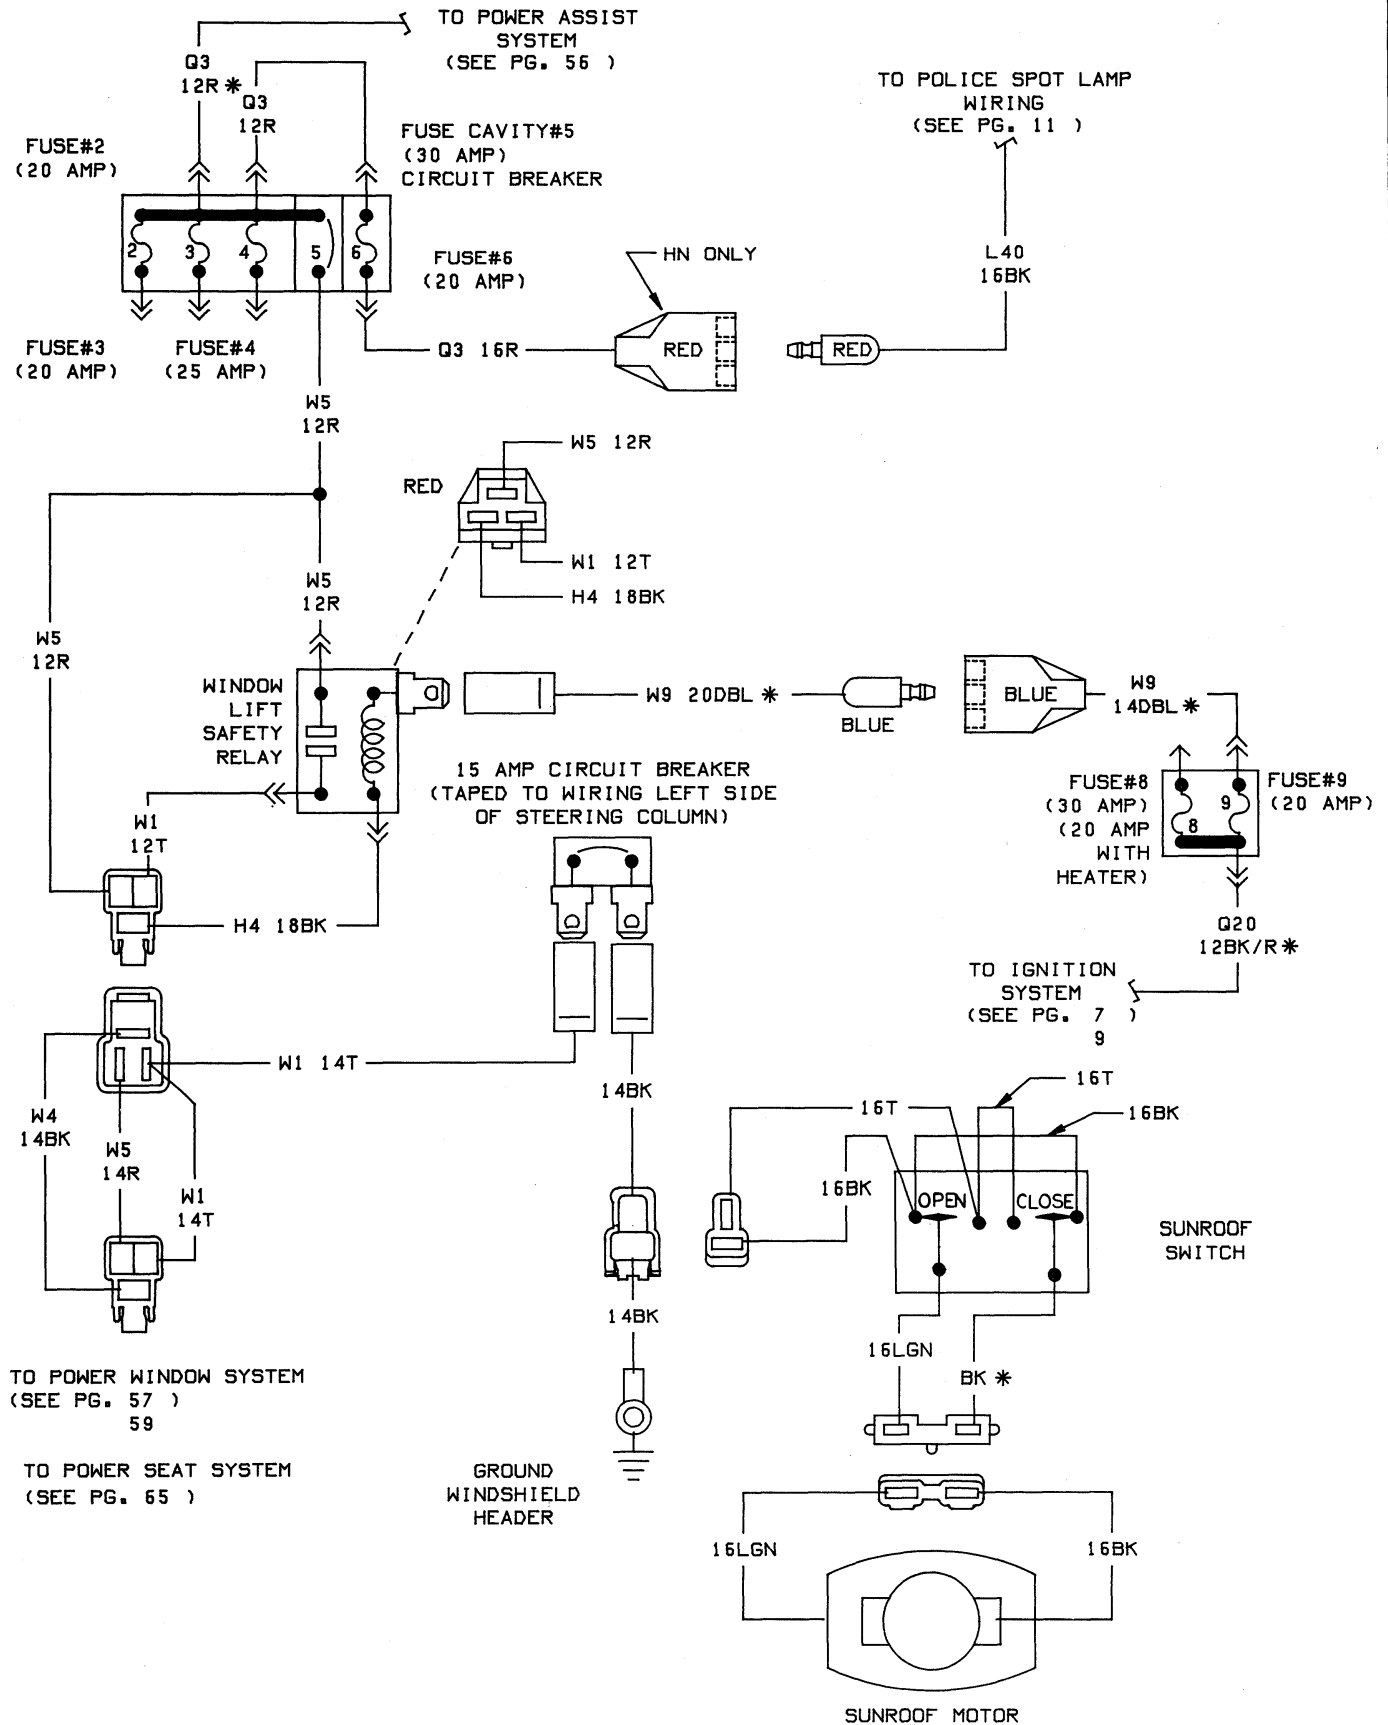 TO POWER ASSIST
SYSTEM
(SEE PG. 56 )
Q3
12R*
Q3
12R
TO POLICE SPOT LAMP
WIRING
(SEE PG. 11 )
FUSE#2
(20 AMP)
FUSE CAVITY#5
(30 AMP)
CIRCUIT BREAKER
2
3
4
5
6
FUSE#6
(20 AMP)
HN ONLY
L40
16BK
FUSE#3
(20 AMP)
FUSE#4
(25 AMP)
Q3 16R
RED
RED
W5
12R
W5 12R
RED
W1 12T
H4 18BK
W5
12R
W5
12R
WINDOW
LIFT
SAFETY
RELAY
W9 20DBL *
BLUE
BLUE
W9
14DBL *
15 AMP CIRCUIT BREAKER
(TAPED TO WIRING LEFT SIDE
OF STEERING COLUMN)
FUSE#8
(30 AMP)
(20 AMP
WITH
HEATER)
8
9
FUSE#9
(20 AMP)
W1
12T
H4 18BK
Q20
12BK/R*
TO IGNITION
SYSTEM
(SEE PG. 7 )
9
W1 14T
14BK
W4
14BK
W5
14R
W1
14T
16T
16T
16BK
16BK
OPEN
CLOSE
SUNROOF
SWITCH
14BK
16LGN
BK *
TO POWER WINDOW SYSTEM
(SEE PG. 57 )
59
TO POWER SEAT SYSTEM
(SEE PG. 65 )
GROUND
WINDSHIELD
HEADER
16LGN
16BK
SUNROOF MOTOR